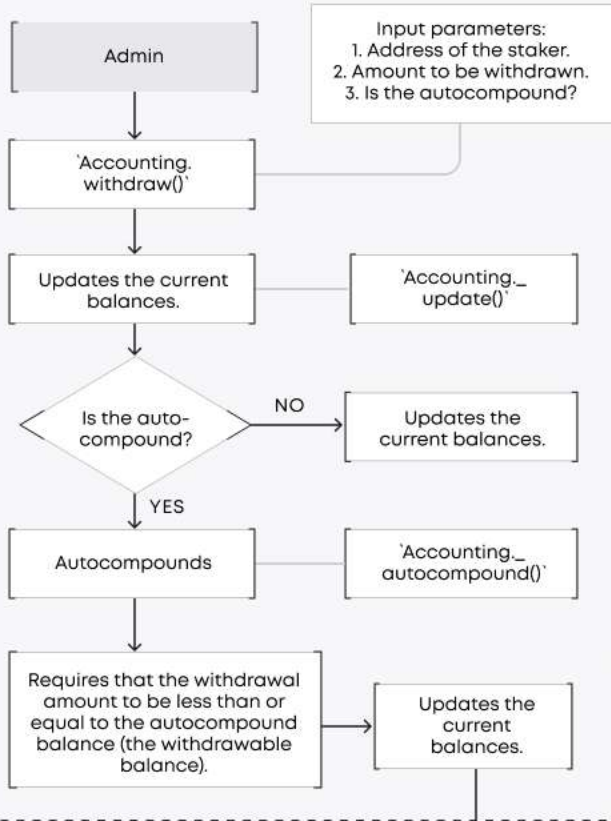 Admin
Input parameters:
1. Address of the staker.
2. Amount to be withdrawn.
3. Is the autocompound?
`Accounting.
withdraw()`
Updates the current
balances.
`Accounting._
update()`
Is the auto-
compound?
NO
Updates the
current balances.
YES
Autocompounds
`Accounting._
autocompound()`
Requires that the withdrawal
amount to be less than or
equal to the autocompound
balance (the withdrawable
balance).
Updates the
current
balances.